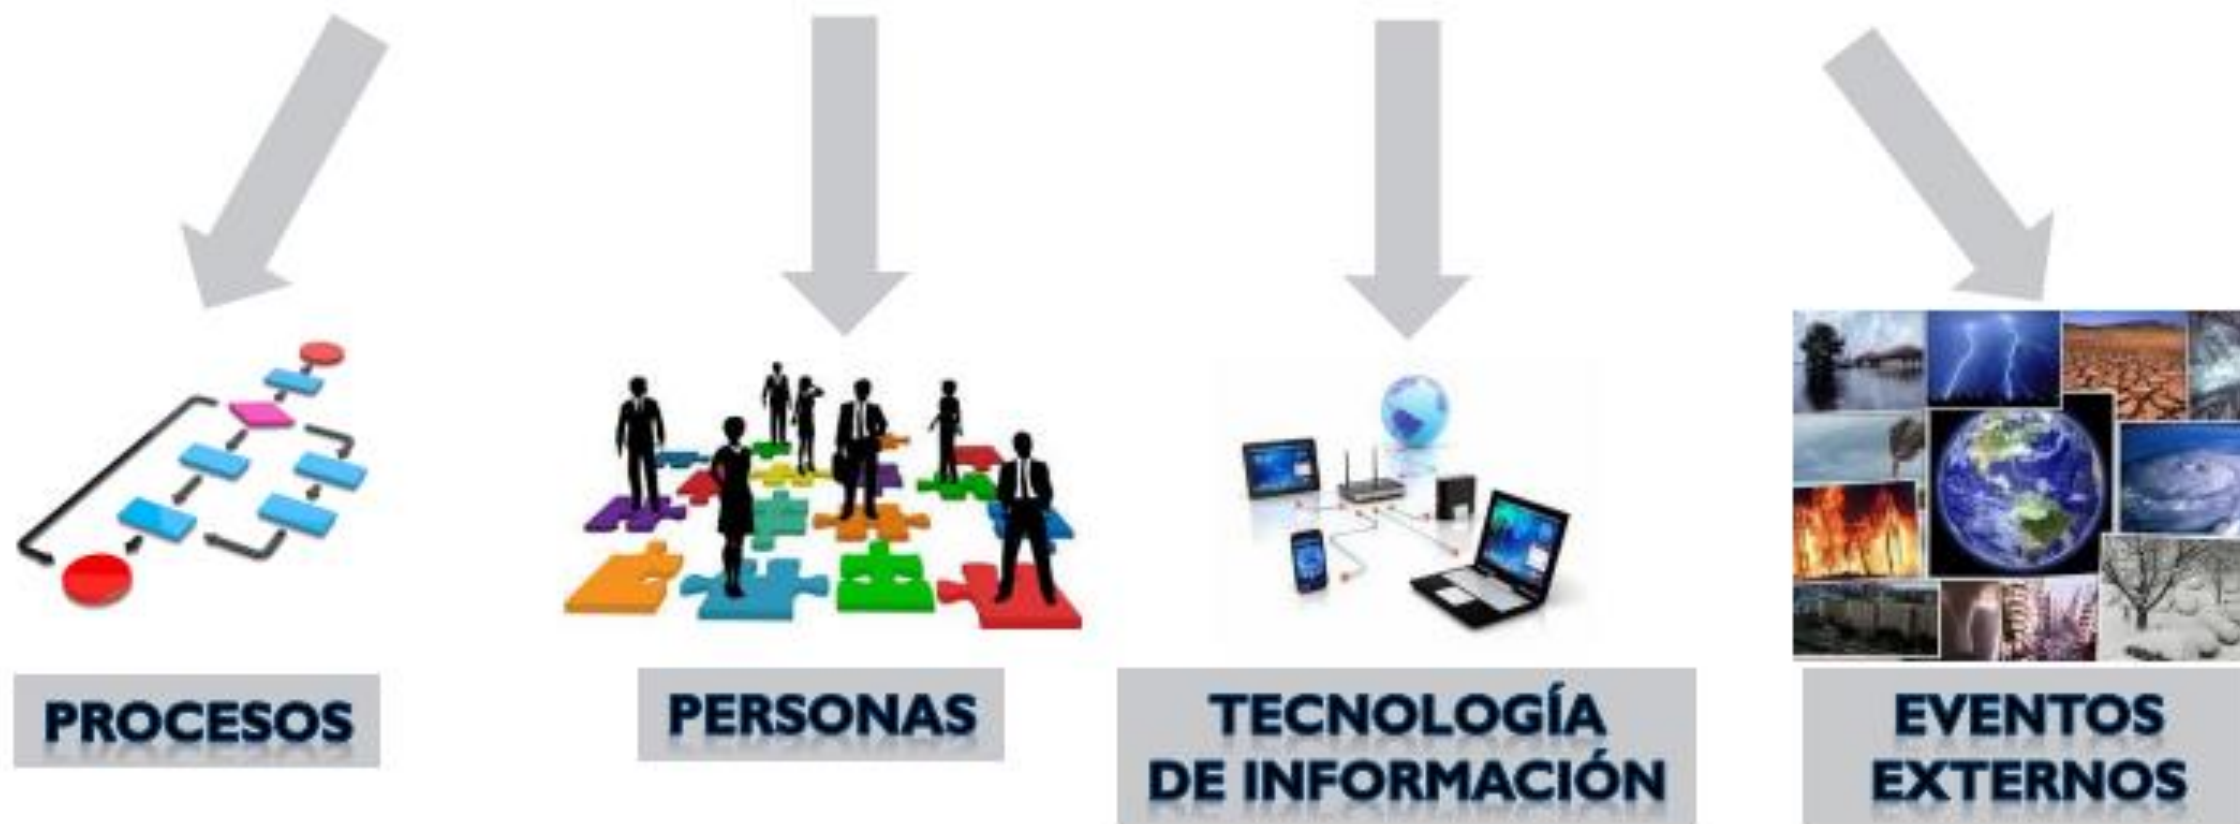 PROCESOS
PERSONAS
TECNOLOGÍA
DE INFORMACIÓN
EVENTOS
EXTERNOS